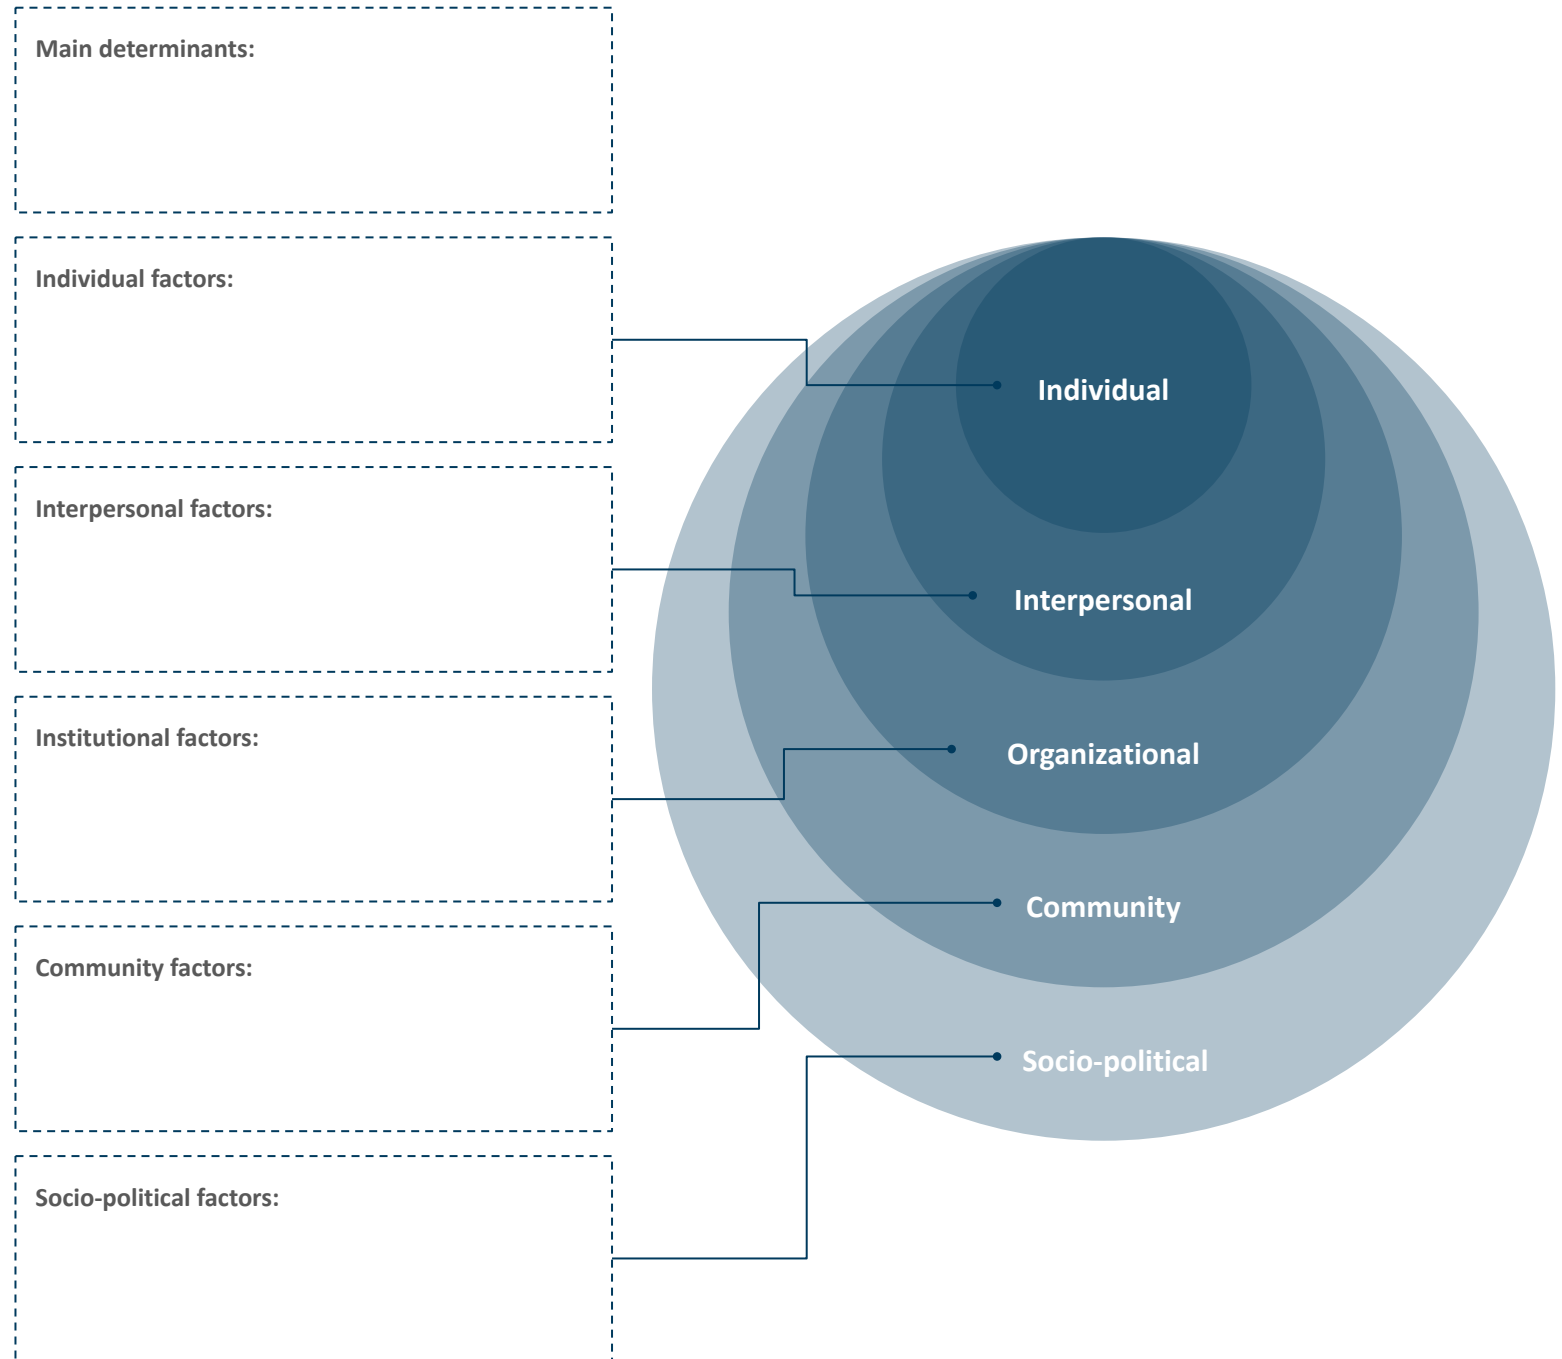 Main determinants:
Individual factors:
Interpersonal factors:
Institutional factors:
Community factors:
Socio-political factors:
Individual
Interpersonal
Organizational
Community
Socio-political